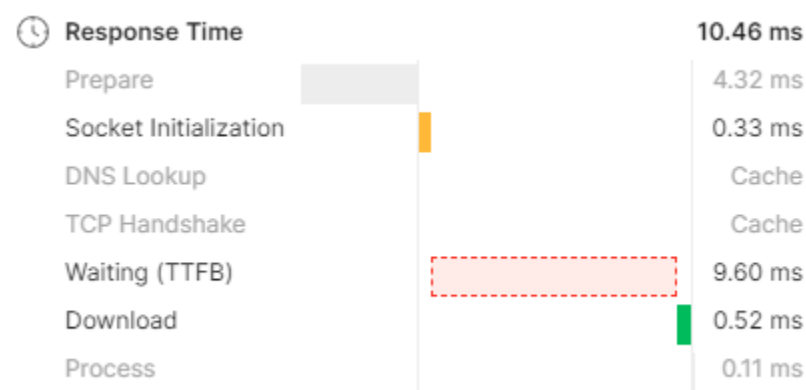 Response Time 10.46 ms
Prepare 4.32 ms
Socket Initialization 0.33 ms
DNS Lookup Cache
TCP Handshake Cache
Waiting (TTFB) 9.60 ms
Download 0.52 ms
Process 0.11 ms